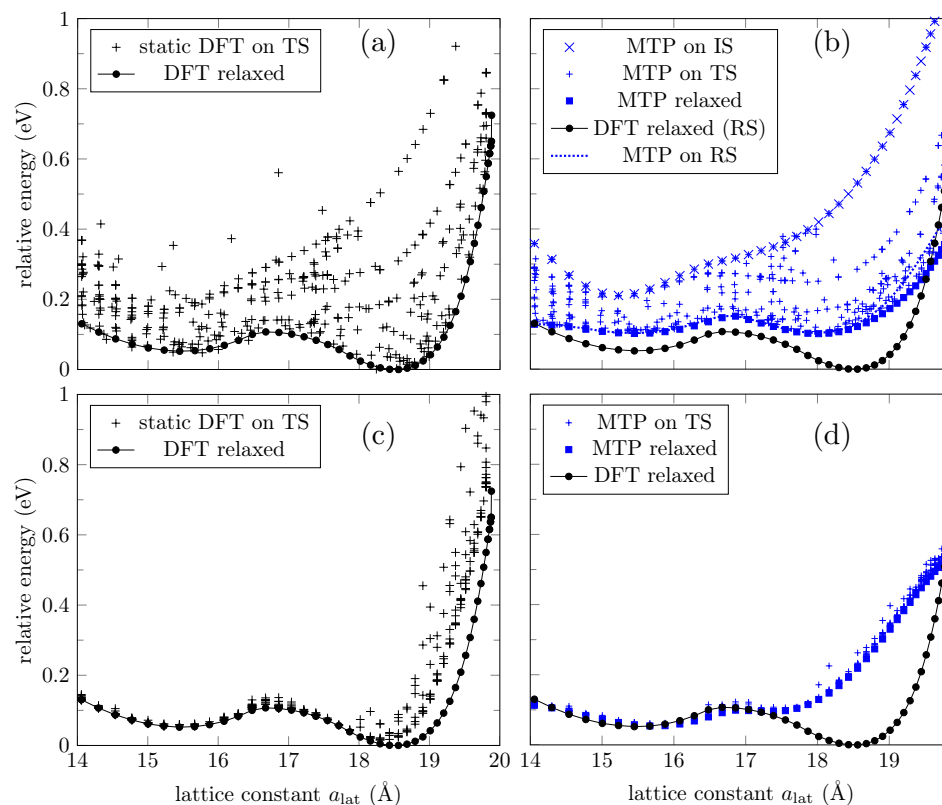 static DFT on TS
DFT relaxed
(a)
MTP on IS
MTP on TS
MTP relaxed
DFT relaxed (RS)
MTP on RS
(b)
relative energy (eV)
1
0.8
0.6
0.4
0.2
0
static DFT on TS
DFT relaxed
(c)
MTP on TS
MTP relaxed
DFT relaxed
(d)
relative energy (eV)
1
0.8
0.6
0.4
0.2
0
14 15 16 17 18 19 20
14 15 16 17 18 19
lattice constant a_lat (Å)
lattice constant a_lat (Å)